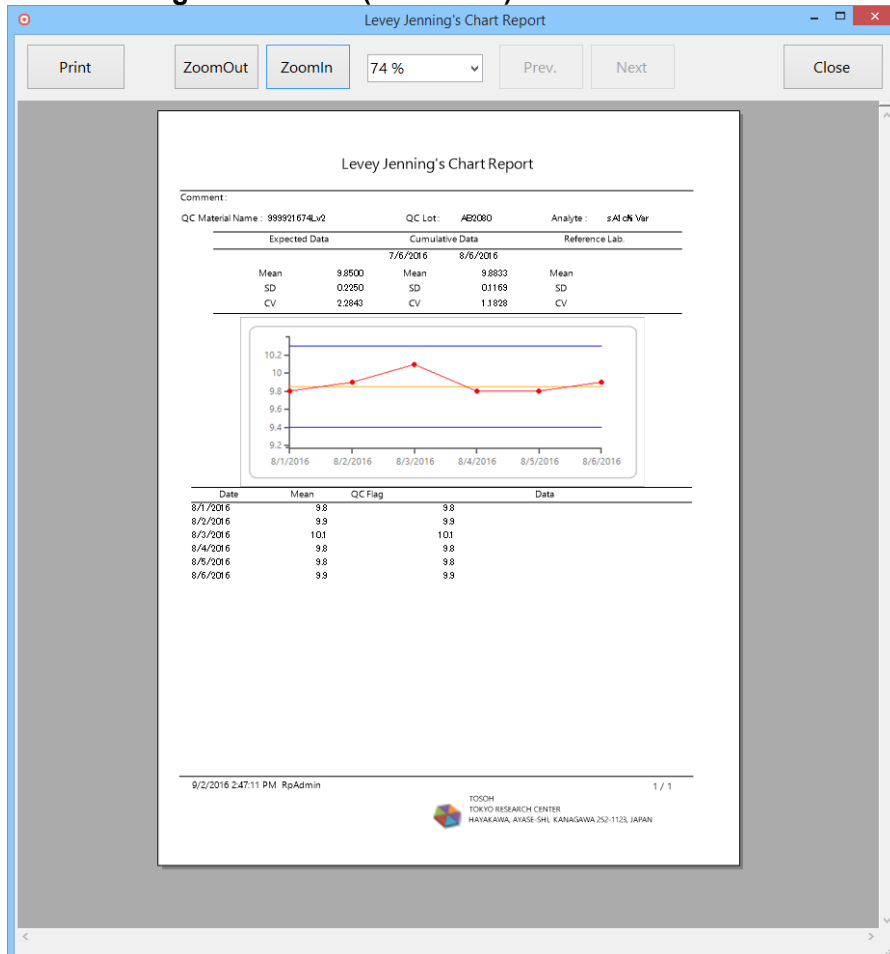 Levey Jenning's Chart Report
Print ZoomOut ZoomIn 74 % Prev. Next Close
Levey Jenning's Chart Report
Comment :
QC Material Name : 999921674Lv2 QC Lot : AB2080 Analyte : sA1c% Var
Expected Data Cumulative Data Reference Lab.
7/6/2016 8/6/2016
Mean 9.8500 Mean 9.8833 Mean
SD 0.2250 SD 0.1169 SD
CV 2.2843 CV 1.1828 CV
10.2
10
9.8
9.6
9.4
9.2
8/1/2016 8/2/2016 8/3/2016 8/4/2016 8/5/2016 8/6/2016
Date Mean QC Flag Data
8/1/2016 9.8 9.8
8/2/2016 9.9 9.9
8/3/2016 10.1 10.1
8/4/2016 9.8 9.8
8/5/2016 9.8 9.8
8/6/2016 9.9 9.9
9/2/2016 2:47:11 PM RpAdmin 1 / 1
TOSOH
TOKYO RESEARCH CENTER
HAYAKAWA, AYASE-SHI, KANAGAWA 252-1123, JAPAN